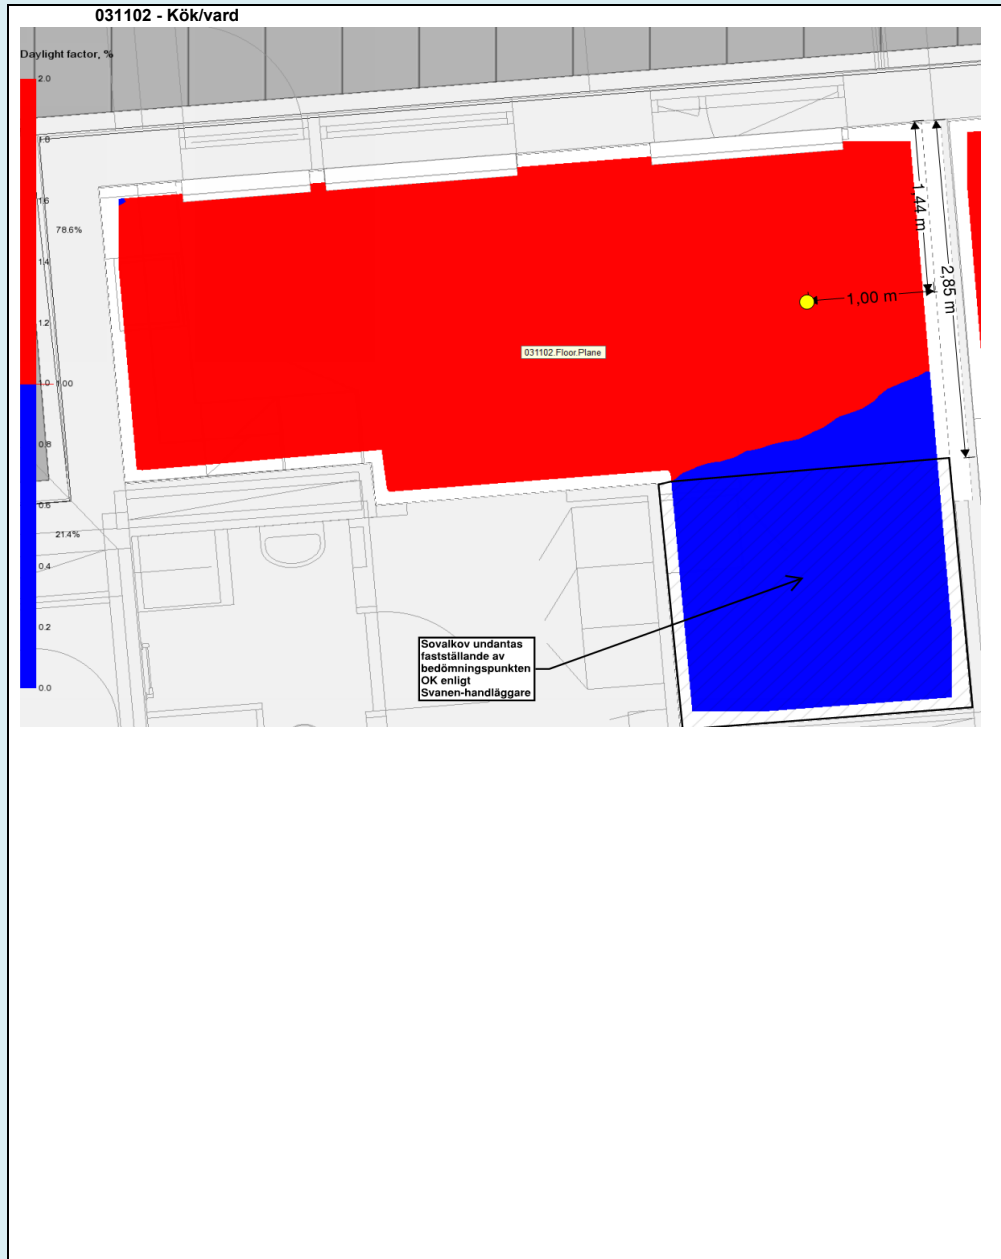 031102 - Kök/vard
Daylight factor, %
2.0
1.8
1.6
78.6%
1.4
1.2
1.0 1.00
0.8
0.6
21.4%
0.4
0.2
0.0
1,44 m
2,85 m
1,00 m
031102.Floor.Plane
Sovalkov undantas
fastställande av
bedömningspunkten
OK enligt
Svanen-handläggare